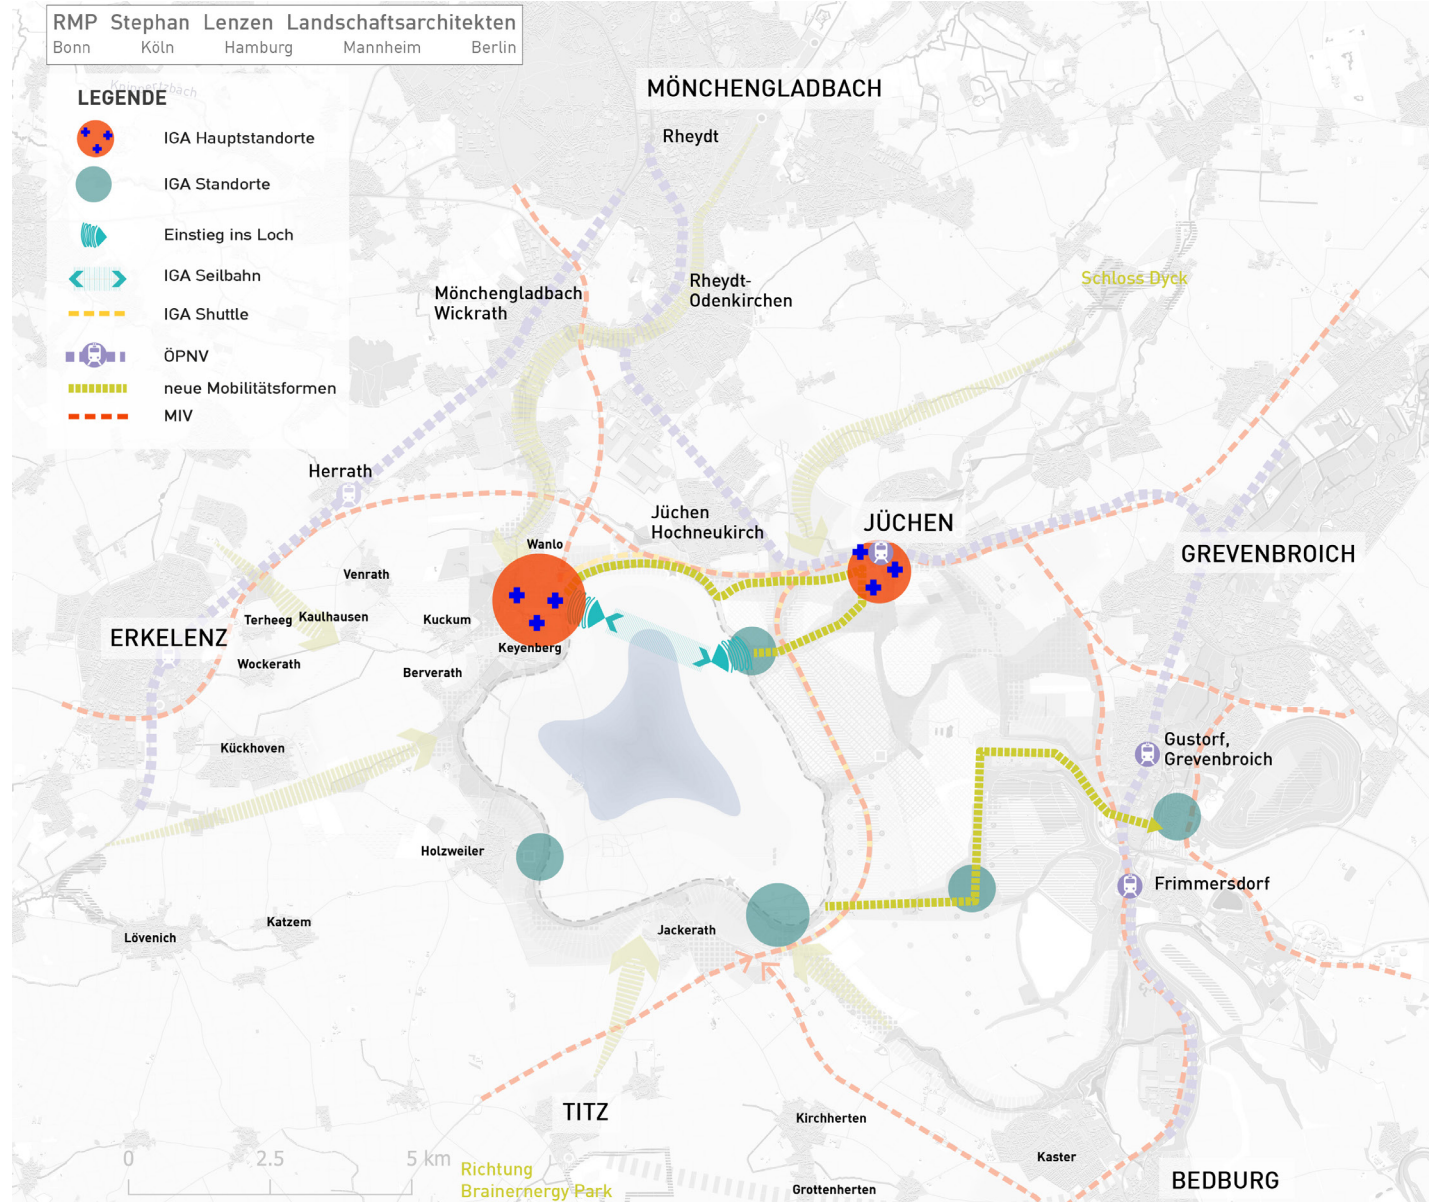 RMP Stephan Lenzen Landschaftsarchitekten
Bonn Köln Hamburg Mannheim Berlin
LEGENDE
IGA Hauptstandorte
IGA Standorte
Einstieg ins Loch
IGA Seilbahn
IGA Shuttle
ÖPNV
neue Mobilitätsformen
MIV
MÖNCHENGLADBACH
Rheydt
Mönchengladbach
Wickrath
Rheydt-
Odenkirchen
Schloss Dyck
Herrath
Jüchen
Hochneukirch
JÜCHEN
GREVENBROICH
Wanlo
Venrath
Kuckum
Terheeg
Kaulhausen
ERKELENZ
Keyenberg
Wockerath
Berverath
Kückhoven
Gustorf,
Grevenbroich
Holzweiler
Frimmersdorf
Katzem
Lövenich
Jackerath
TITZ
Kirchherten
Kaster
0 2.5 5 km
Richtung
Brainernergy Park
Grottenherten
BEDBURG